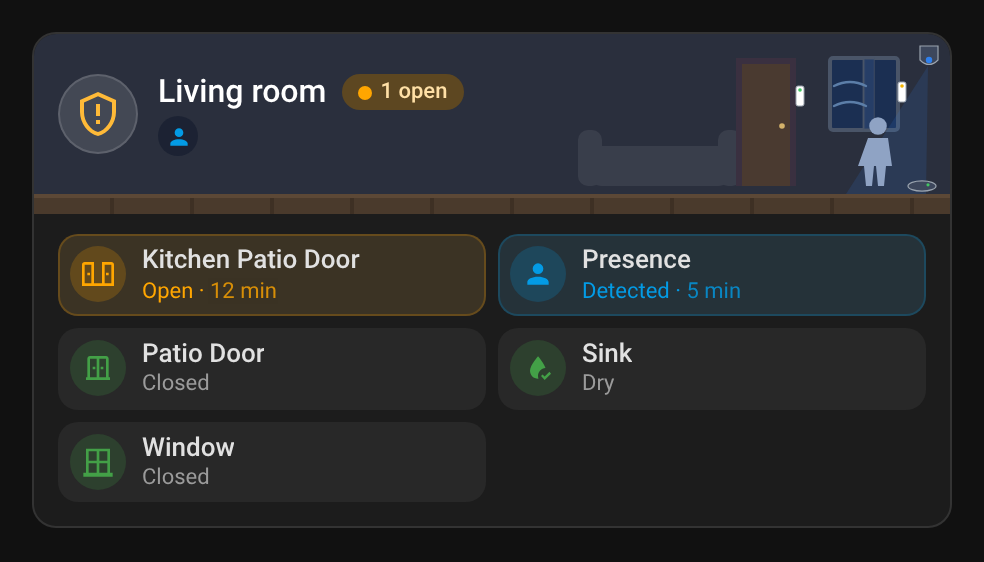 Living room
1 open
Kitchen Patio Door
Open · 12 min
Presence
Detected · 5 min
Patio Door
Closed
Sink
Dry
Window
Closed